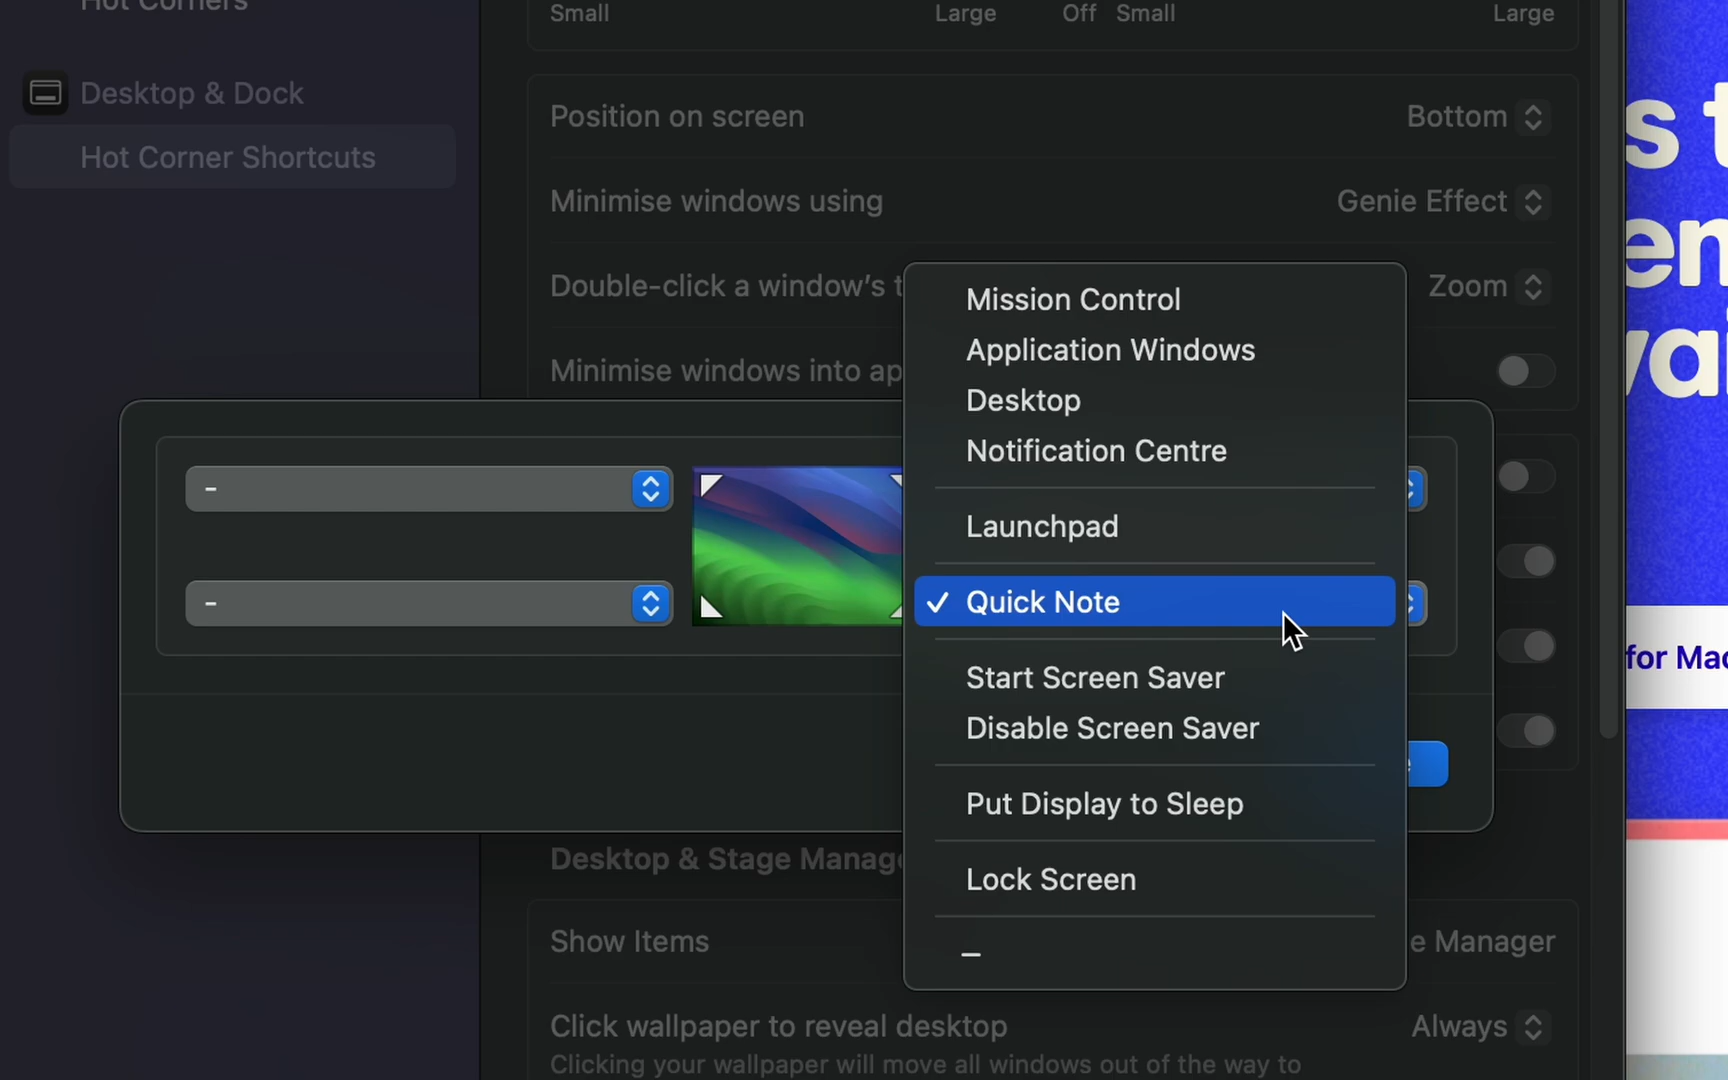 Hot Corners
Desktop & Dock
Hot Corner Shortcuts
Small Large Off Small Large
Position on screen Bottom
Minimise windows using Genie Effect
Double-click a window's Zoom
Minimise windows into
Mission Control
Application Windows
Desktop
Notification Centre
Launchpad
✓ Quick Note
Start Screen Saver
Disable Screen Saver
Put Display to Sleep
Lock Screen
–
–
–
Desktop & Stage
Show Items Manager
Click wallpaper to reveal desktop Always
Clicking your wallpaper will move all windows out of the way to
for